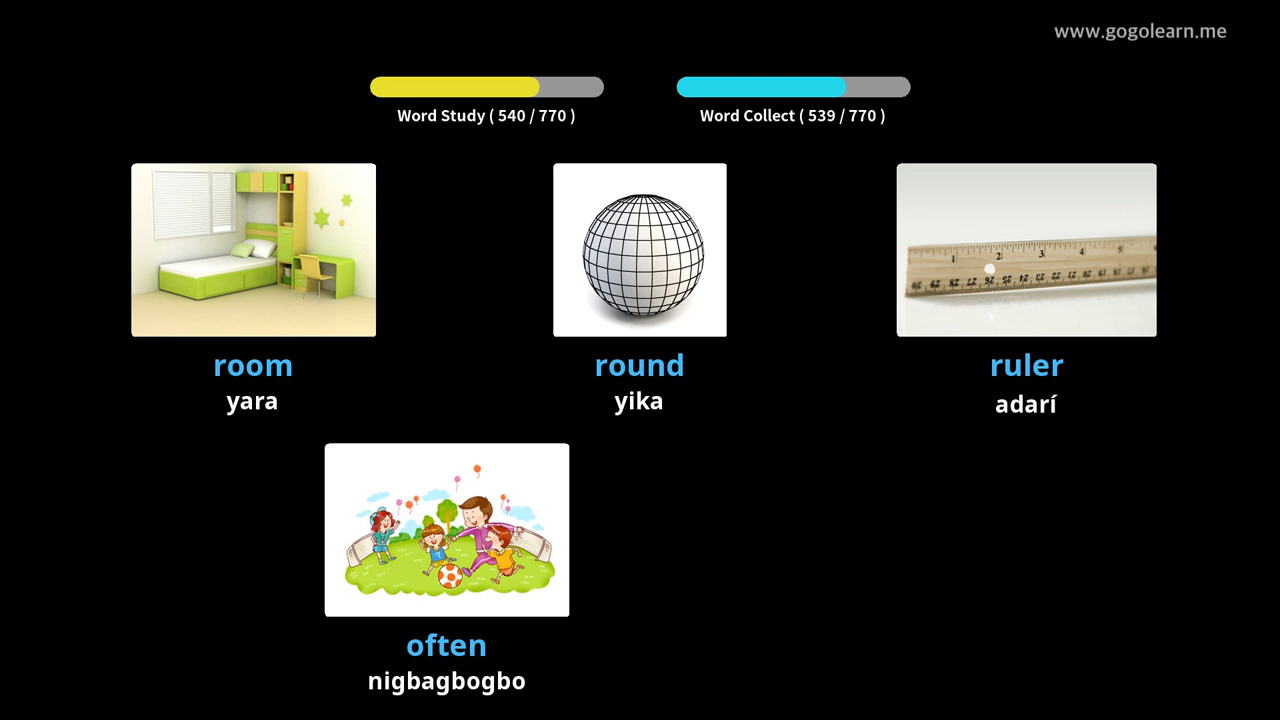 www.gogolearn.me
Word Study ( 540 / 770 )
Word Collect ( 539 / 770 )
room
yara
round
yika
ruler
adarí
often
nigbagbogbo